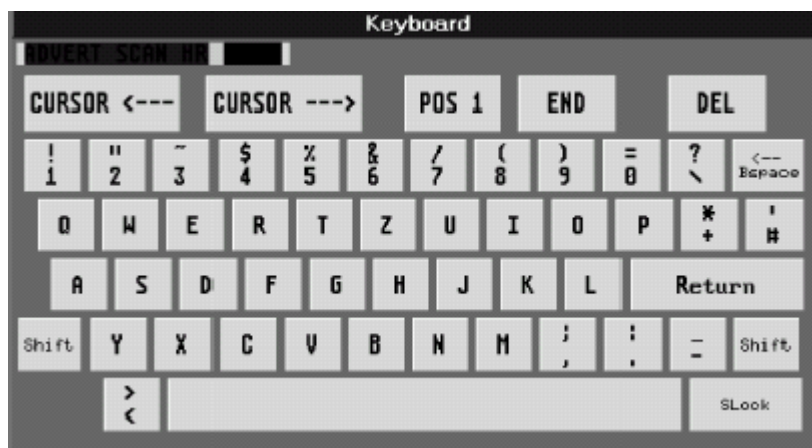 Keyboard
ADVERT SCAN HR
CURSOR <--- CURSOR ---> POS 1 END DEL
! " ~ $ % & / ( ) = ? <--
1 2 3 4 5 6 7 8 9 0 \ Bspace
Q W E R T Z U I O P * '
+ #
A S D F G H J K L Return
Shift Y X C V B N M ; : _ Shift
, . -
>
< SLock